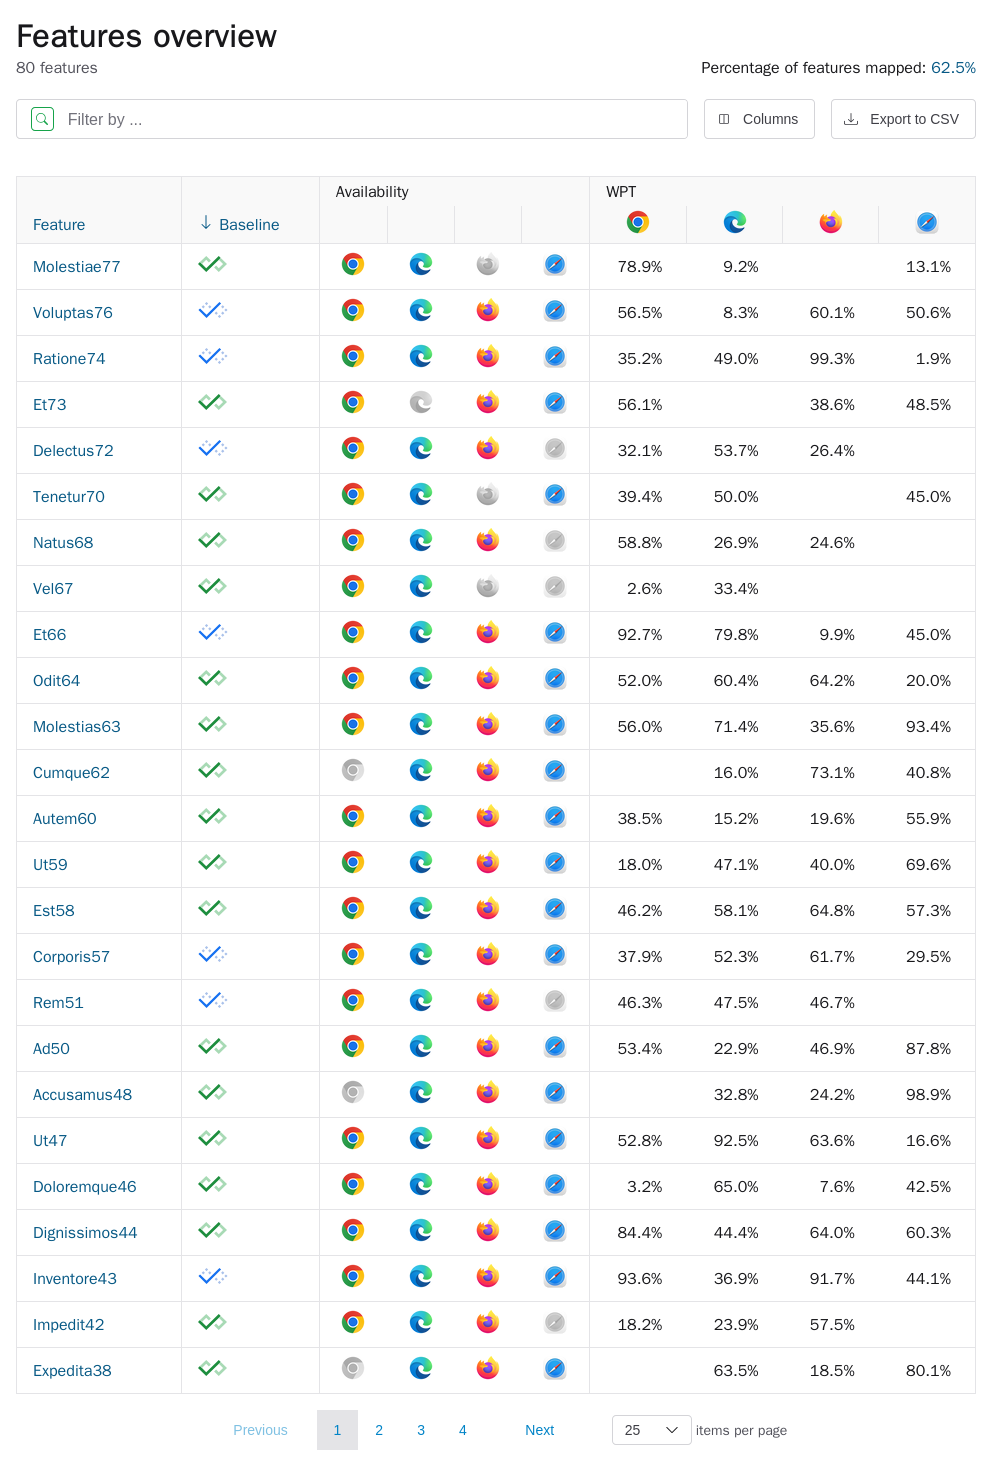 Features overview
80 features
Percentage of features mapped: 62.5%
Filter by ...
Columns
Export to CSV
Availability WPT
Feature Baseline
Molestiae77 78.9% 9.2% 13.1%
Voluptas76 56.5% 8.3% 60.1% 50.6%
Ratione74 35.2% 49.0% 99.3% 1.9%
Et73 56.1% 38.6% 48.5%
Delectus72 32.1% 53.7% 26.4%
Tenetur70 39.4% 50.0% 45.0%
Natus68 58.8% 26.9% 24.6%
Vel67 2.6% 33.4%
Et66 92.7% 79.8% 9.9% 45.0%
Odit64 52.0% 60.4% 64.2% 20.0%
Molestias63 56.0% 71.4% 35.6% 93.4%
Cumque62 16.0% 73.1% 40.8%
Autem60 38.5% 15.2% 19.6% 55.9%
Ut59 18.0% 47.1% 40.0% 69.6%
Est58 46.2% 58.1% 64.8% 57.3%
Corporis57 37.9% 52.3% 61.7% 29.5%
Rem51 46.3% 47.5% 46.7%
Ad50 53.4% 22.9% 46.9% 87.8%
Accusamus48 32.8% 24.2% 98.9%
Ut47 52.8% 92.5% 63.6% 16.6%
Doloremque46 3.2% 65.0% 7.6% 42.5%
Dignissimos44 84.4% 44.4% 64.0% 60.3%
Inventore43 93.6% 36.9% 91.7% 44.1%
Impedit42 18.2% 23.9% 57.5%
Expedita38 63.5% 18.5% 80.1%
Previous 1 2 3 4 Next 25 items per page